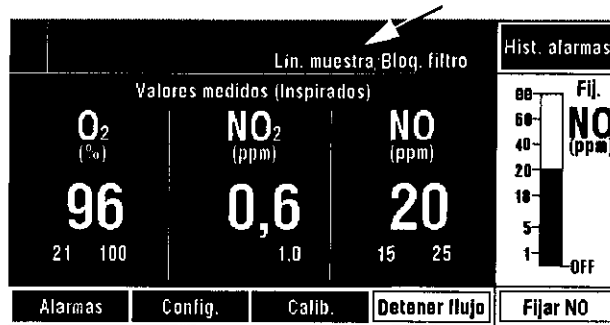 Lin. muestra Bloq. filtro
Hist. alarmas
Valores medidos (Inspirados)
O2 NO2 NO
(%) (ppm) (ppm)
96 0,6 20
21 100 1.0 15 25
Fij.
NO
(ppm)
80
60
40
20
10
5
1
OFF
Alarmas Config. Calib. Detener flujo Fijar NO